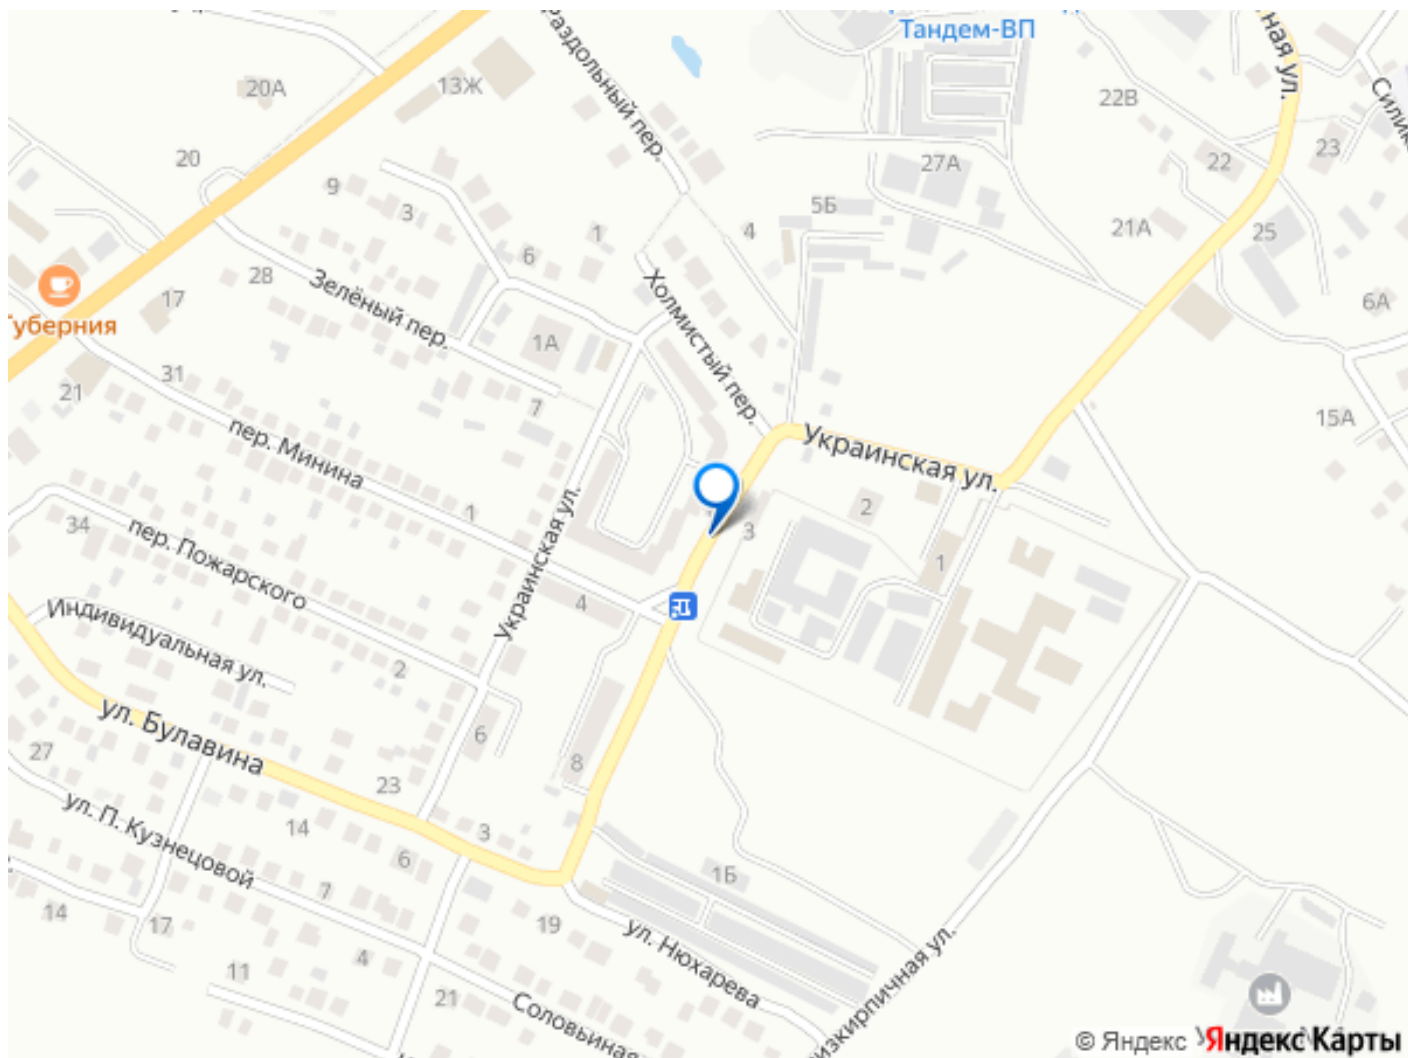 Тандем-ВП
ная ул.
Раздольный пер.
20А
13Ж
22В
Силик
20
27А
22
23
9
3
5Б
4
1
21А
25
6
28
Зелёный пер.
Холмистый пер.
17
6А
Губерния
1А
31
21
7
15А
пер. Минина
Украинская ул.
1
Украинская ул.
34
пер. Пожарского
3
2
1
4
Индивидуальная ул.
2
ул. Булавина
6
27
8
23
ул. П. Кузнецовой
14
3
6
1Б
7
14
17
19
ул. Нюхарева
4
11
21
Соловьиная
изкирпичная ул.
© Яндекс
Яндекс Карты